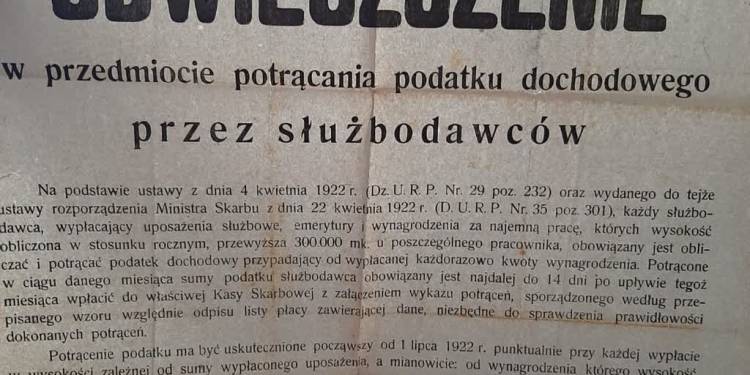 OBWIESZCZENIE
w przedmiocie potrącania podatku dochodowego
przez służbodawców
Na podstawie ustawy z dnia 4 kwietnia 1922 r. (Dz. U. R. P. Nr. 29 poz. 232) oraz wydanego do tejże
ustawy rozporządzenia Ministra Skarbu z dnia 22 kwietnia 1922 r. (D. U. R. P. Nr. 35 poz. 301), każdy służbo-
dawca, wypłacający uposażenia służbowe, emerytury i wynagrodzenia za najemną pracę, których wysokość
obliczona w stosunku rocznym, przewyższa 300.000 mk. u poszczególnego pracownika, obowiązany jest obli-
czać i potrącać podatek dochodowy przypadający od wypłacanej każdorazowo kwoty wynagrodzenia. Potrącone
w ciągu danego miesiąca sumy podatku służbodawca obowiązany jest najdalej do 14 dni po upływie tegoż
miesiąca wpłacić do właściwej Kasy Skarbowej z załączeniem wykazu potrąceń, sporządzonego według prze-
pisanego wzoru względnie odpisu listy płacy zawierającej dane, niezbędne do sprawdzenia prawidłowości
dokonanych potrąceń.
Potrącenie podatku ma być uskutecznione począwszy od 1 lipca 1922 r. punktualnie przy każdej wypłacie
w wysokości zależnej od sumy wypłaconego uposażenia, a mianowicie: od wynagrodzenia którego wysokość